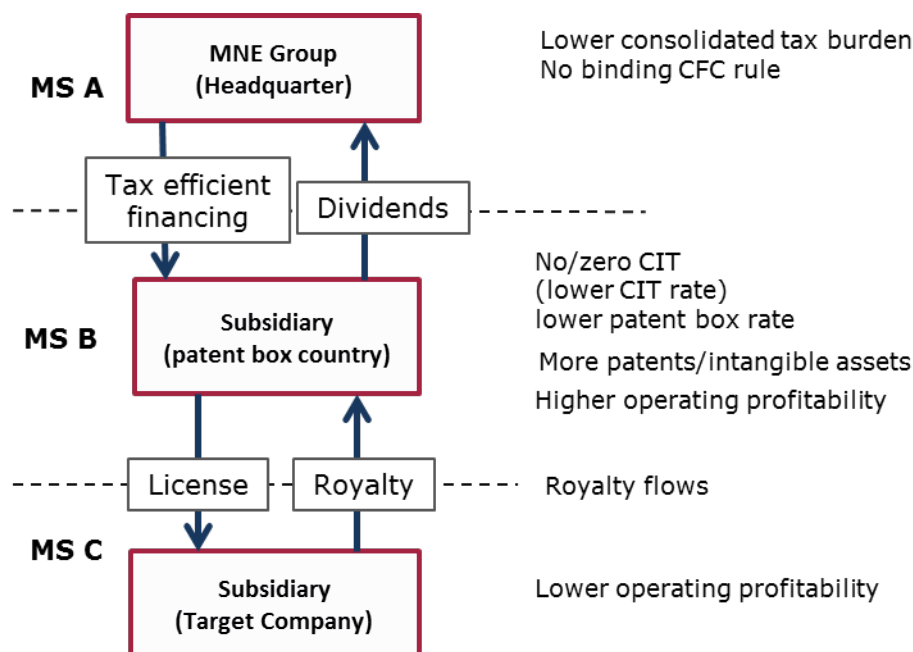 MS A
MNE Group
(Headquarter)
Lower consolidated tax burden
No binding CFC rule
Tax efficient
financing
Dividends
MS B
Subsidiary
(patent box country)
No/zero CIT
(lower CIT rate)
lower patent box rate
More patents/intangible assets
Higher operating profitability
License
Royalty
Royalty flows
MS C
Subsidiary
(Target Company)
Lower operating profitability